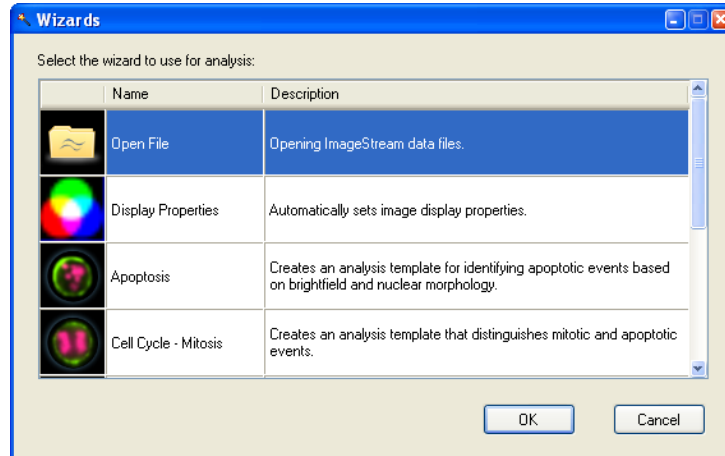 Wizards
Select the wizard to use for analysis:
Name Description
Open File Opening ImageStream data files.
Display Properties Automatically sets image display properties.
Apoptosis Creates an analysis template for identifying apoptotic events based
on brightfield and nuclear morphology.
Cell Cycle - Mitosis Creates an analysis template that distinguishes mitotic and apoptotic
events.
OK Cancel